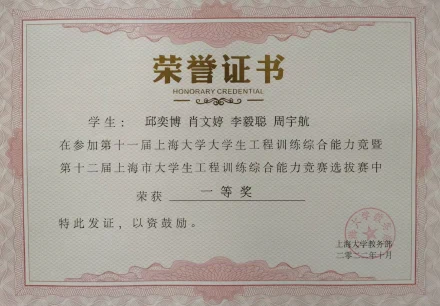 荣誉证书
HONORARY CREDENTIAL
学生： 邱奕博 肖文婷 李毅聪 周宇航
在参加第十一届上海大学大学生工程训练综合能力竞暨
第十二届上海市大学生工程训练综合能力竞赛选拔赛中
荣获 一等奖
特此发证，以资鼓励。
上海大学教务部
二〇二二年十月